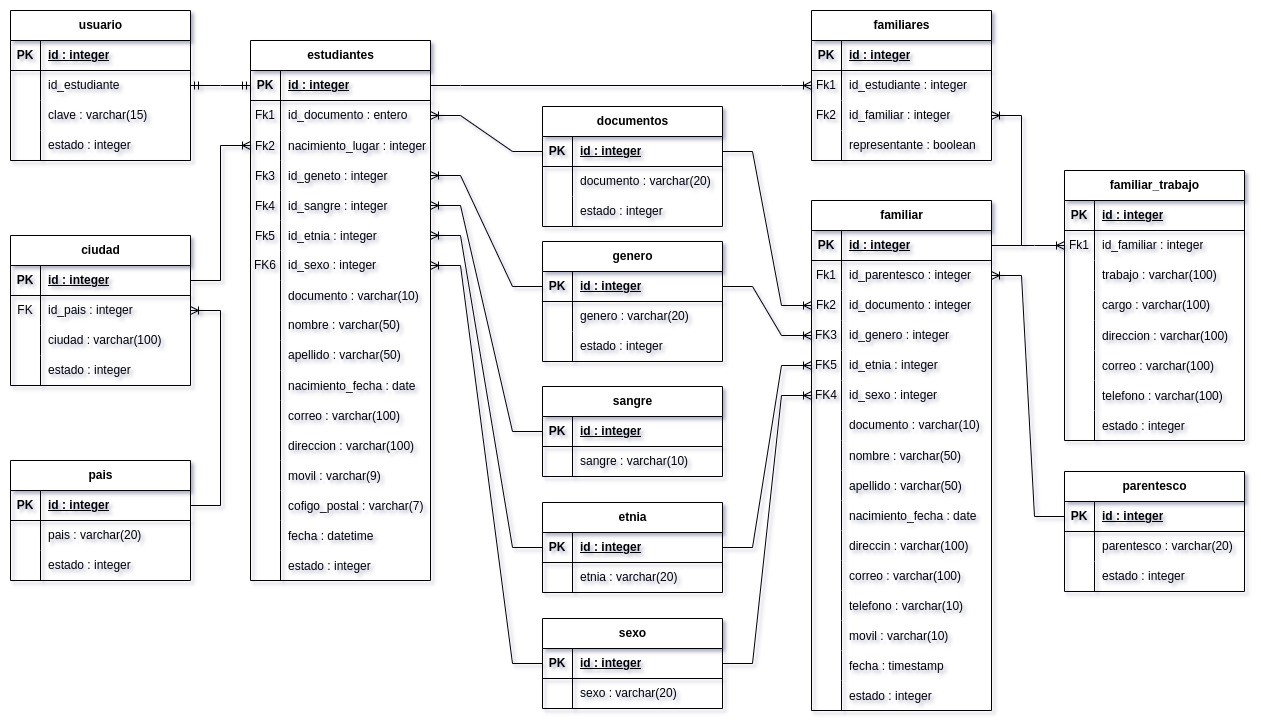 usuario
PK id : integer
id_estudiante
clave : varchar(15)
estado : integer
ciudad
PK id : integer
FK id_pais : integer
ciudad : varchar(100)
estado : integer
pais
PK id : integer
pais : varchar(20)
estado : integer
estudiantes
PK id : integer
Fk1 id_documento : entero
Fk2 nacimiento_lugar : integer
Fk3 id_geneto : integer
Fk4 id_sangre : integer
Fk5 id_etnia : integer
FK6 id_sexo : integer
documento : varchar(10)
nombre : varchar(50)
apellido : varchar(50)
nacimiento_fecha : date
correo : varchar(100)
direccion : varchar(100)
movil : varchar(9)
cofigo_postal : varchar(7)
fecha : datetime
estado : integer
documentos
PK id : integer
documento : varchar(20)
estado : integer
genero
PK id : integer
genero : varchar(20)
estado : integer
sangre
PK id : integer
sangre : varchar(10)
etnia
PK id : integer
etnia : varchar(20)
sexo
PK id : integer
sexo : varchar(20)
familiares
PK id : integer
Fk1 id_estudiante : integer
Fk2 id_familiar : integer
representante : boolean
familiar
PK id : integer
Fk1 id_parentesco : integer
Fk2 id_documento : integer
FK3 id_genero : integer
FK5 id_etnia : integer
FK4 id_sexo : integer
documento : varchar(10)
nombre : varchar(50)
apellido : varchar(50)
nacimiento_fecha : date
direccin : varchar(100)
correo : varchar(100)
telefono : varchar(10)
movil : varchar(10)
fecha : timestamp
estado : integer
familiar_trabajo
PK id : integer
Fk1 id_familiar : integer
trabajo : varchar(100)
cargo : varchar(100)
direccion : varchar(100)
correo : varchar(100)
telefono : varchar(100)
estado : integer
parentesco
PK id : integer
parentesco : varchar(20)
estado : integer